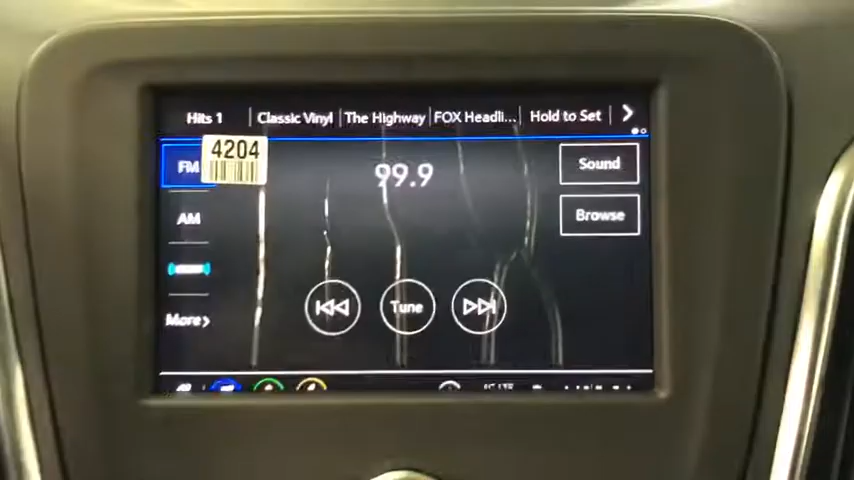 Hits 1 Classic Vinyl The Highway FOX Headli... Hold to Set
FM
4204
99.9
Sound
AM
Browse
Tune
More